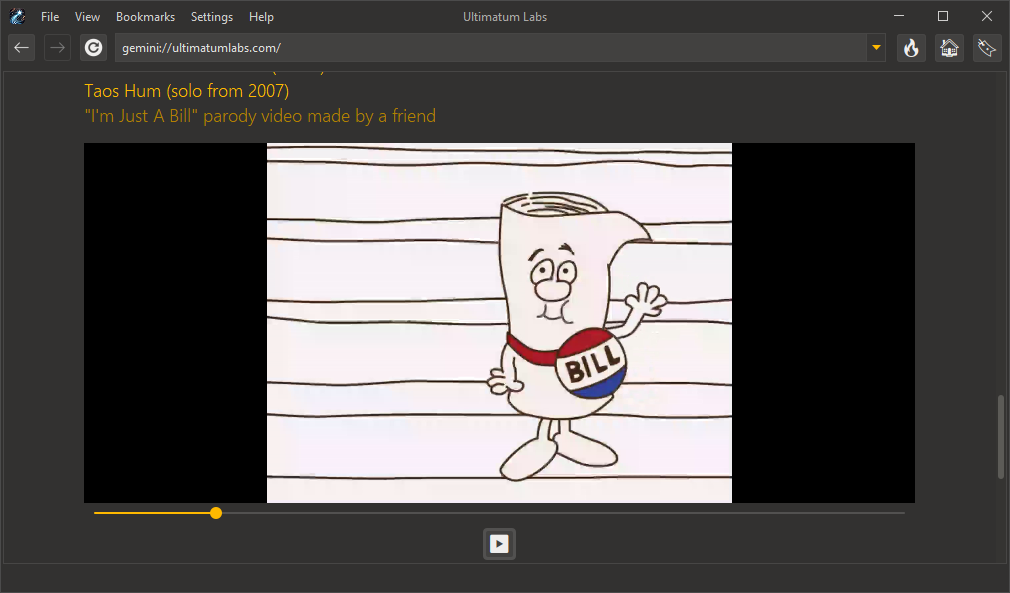 Ultimatum Labs
File View Bookmarks Settings Help
gemini://ultimatumlabs.com/
Taos Hum (solo from 2007)
"I'm Just A Bill" parody video made by a friend
BILL